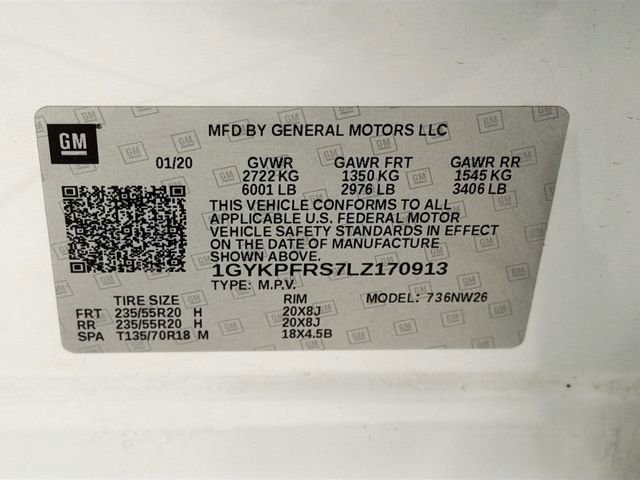 GM
MFD BY GENERAL MOTORS LLC
01/20 GVWR GAWR FRT GAWR RR
2722 KG 1350 KG 1545 KG
6001 LB 2976 LB 3406 LB
THIS VEHICLE CONFORMS TO ALL
APPLICABLE U.S. FEDERAL MOTOR
VEHICLE SAFETY STANDARDS IN EFFECT
ON THE DATE OF MANUFACTURE
SHOWN ABOVE.
1GYKPFRS7LZ170913
TYPE: M.P.V.
TIRE SIZE RIM MODEL: 736NW26
FRT 235/55R20 H 20X8J
RR 235/55R20 H 20X8J
SPA T135/70R18 M 18X4.5B